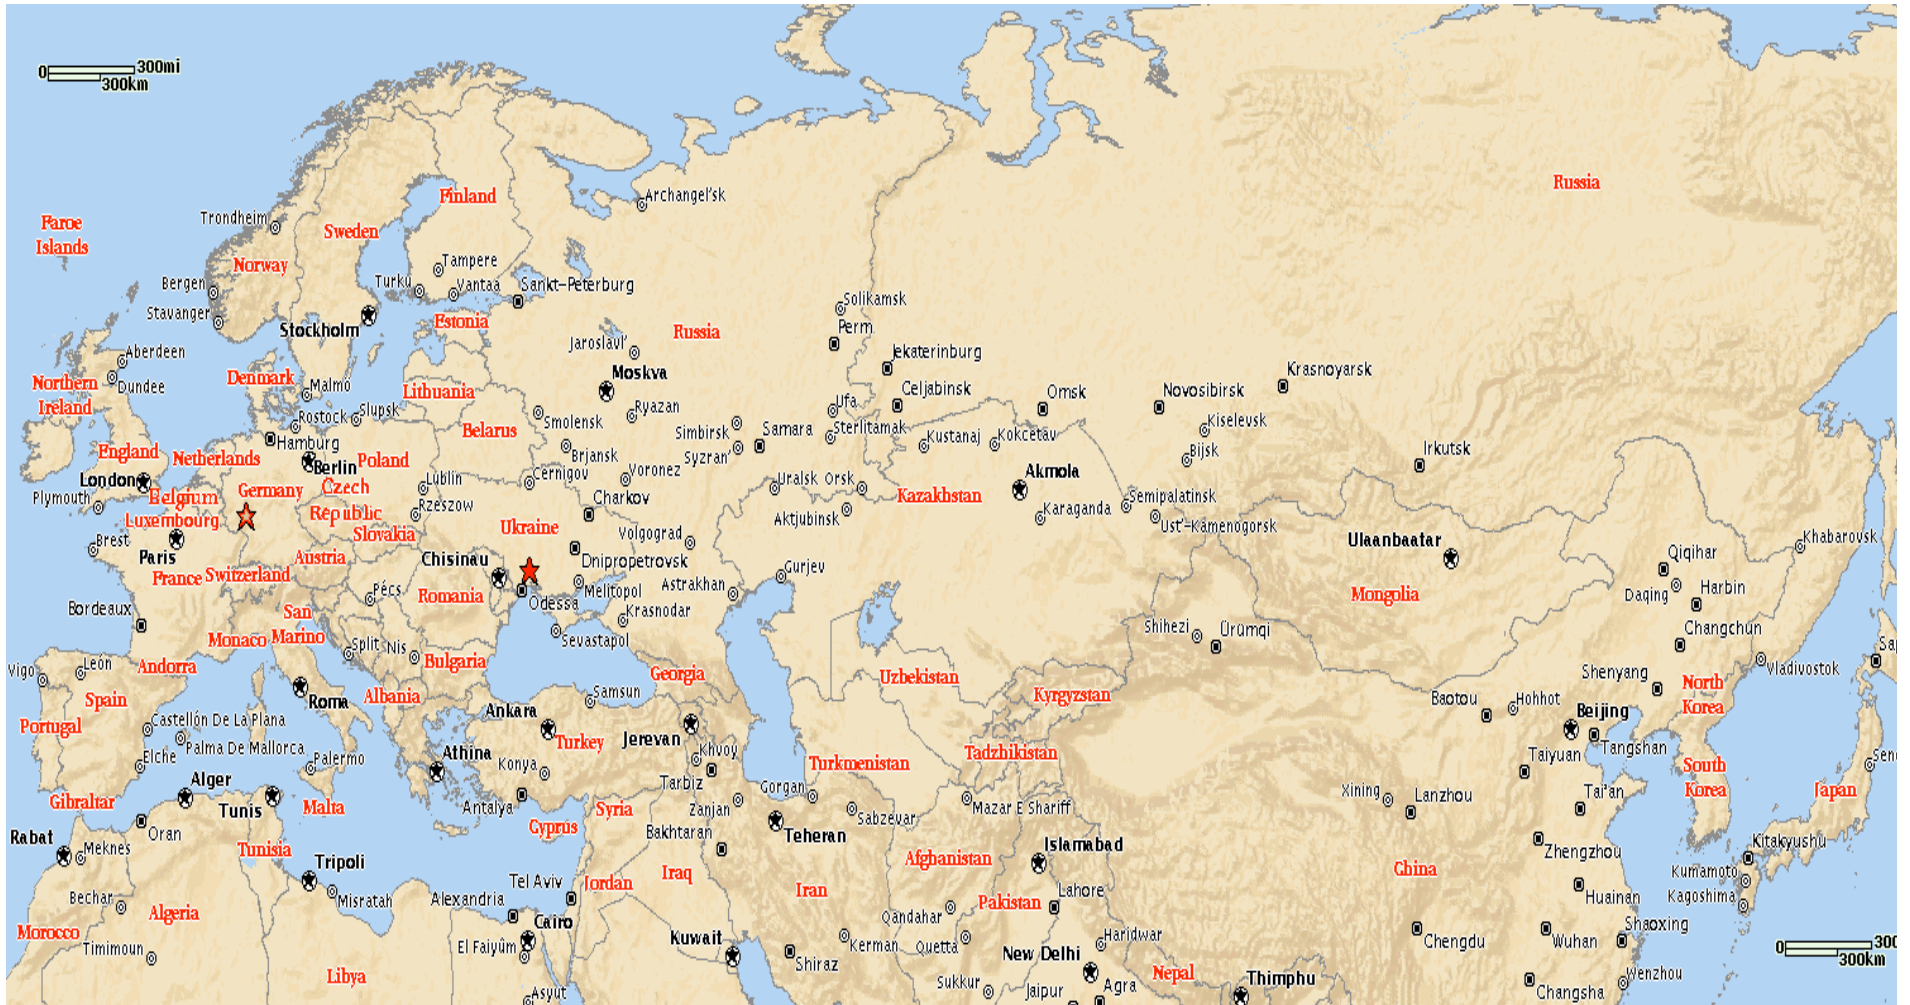 0 300mi
300km
Faroe
Islands
Trondheim
Finland
Sweden
Norway
Archangel'sk
Russia
Tampere
Bergen
Turku
Vantaa
Sankt-Peterburg
Stavanger
Stockholm
Estonia
Russia
Solikamsk
Perm
Aberdeen
Dundee
Jaroslavl'
Jekaterinburg
Krasnoyarsk
Northern
Ireland
Denmark
Malmö
Lithuania
Moskva
Celjabinsk
Omsk
Novosibirsk
Rostock
Slupsk
Smolensk
Ryazan
Ufa
Kiselevsk
England
Netherlands
Hamburg
Belarus
Simbirsk
Samara
Sterlitamak
Kustanaj
Kokcetav
Berlin
Poland
Brjansk
Syzran
Bijsk
Irkutsk
London
Plymouth
Belgium
Germany
Czech
Republic
Lublin
Cernigov
Voronez
Uralsk
Orsk
Kazakhstan
Akmola
Luxembourg
Rzeszow
Charkov
Aktjubinsk
Karaganda
Semipalatinsk
Ust'-Kamenogorsk
Brest
Paris
Slovakia
Ukraine
Volgograd
Ulaanbaatar
Khabarovsk
France
Switzerland
Austria
Chisinau
Dnipropetrovsk
Gurjev
Qiqihar
Pécs
Romania
Odessa
Melitopol
Astrakhan
Mongolia
Daqing
Harbin
Bordeaux
San
Marino
Monaco
Krasnodar
Sevastapol
Shihezi
Ürümqi
Changchun
Vigo
León
Andorra
Split
Nis
Bulgaria
Georgia
Uzbekistan
Kyrgyzstan
Shenyang
Vladivostok
Sap
Spain
Portugal
Roma
Albania
Samsun
North
Korea
Castellón De La Plana
Palma De Mallorca
Ankara
Turkey
Jerevan
Baotou
Hohhot
Beijing
Tangshan
Elche
Palermo
Athina
Konya
Khvoy
Tarbiz
Turkmenistan
Tadzhikistan
Taiyuan
South
Korea
Sen
Gibraltar
Alger
Tunis
Malta
Antalya
Cyprus
Syria
Zanjan
Gorgan
Sabzevar
Mazar E Shariff
Xining
Lanzhou
Tai'an
Japan
Rabat
Meknes
Oran
Tunisia
Tripoli
Bakhtaran
Teheran
Afghanistan
Islamabad
China
Zhengzhou
Kitakyushu
Bechar
Algeria
Misratah
Alexandria
Tel Aviv
Jordan
Iraq
Iran
Qandahar
Pakistan
Lahore
Huainan
Kumamoto
Kagoshima
Morocco
Timimoun
Libya
El Faiyûm
Cairo
Kuwait
Shiraz
Kerman
Quetta
Haridwar
New Delhi
Chengdu
Wuhan
Shaoxing
0 300
300km
Asyut
Sukkur
Jaipur
Agra
Nepal
Thimphu
Changsha
Wenzhou